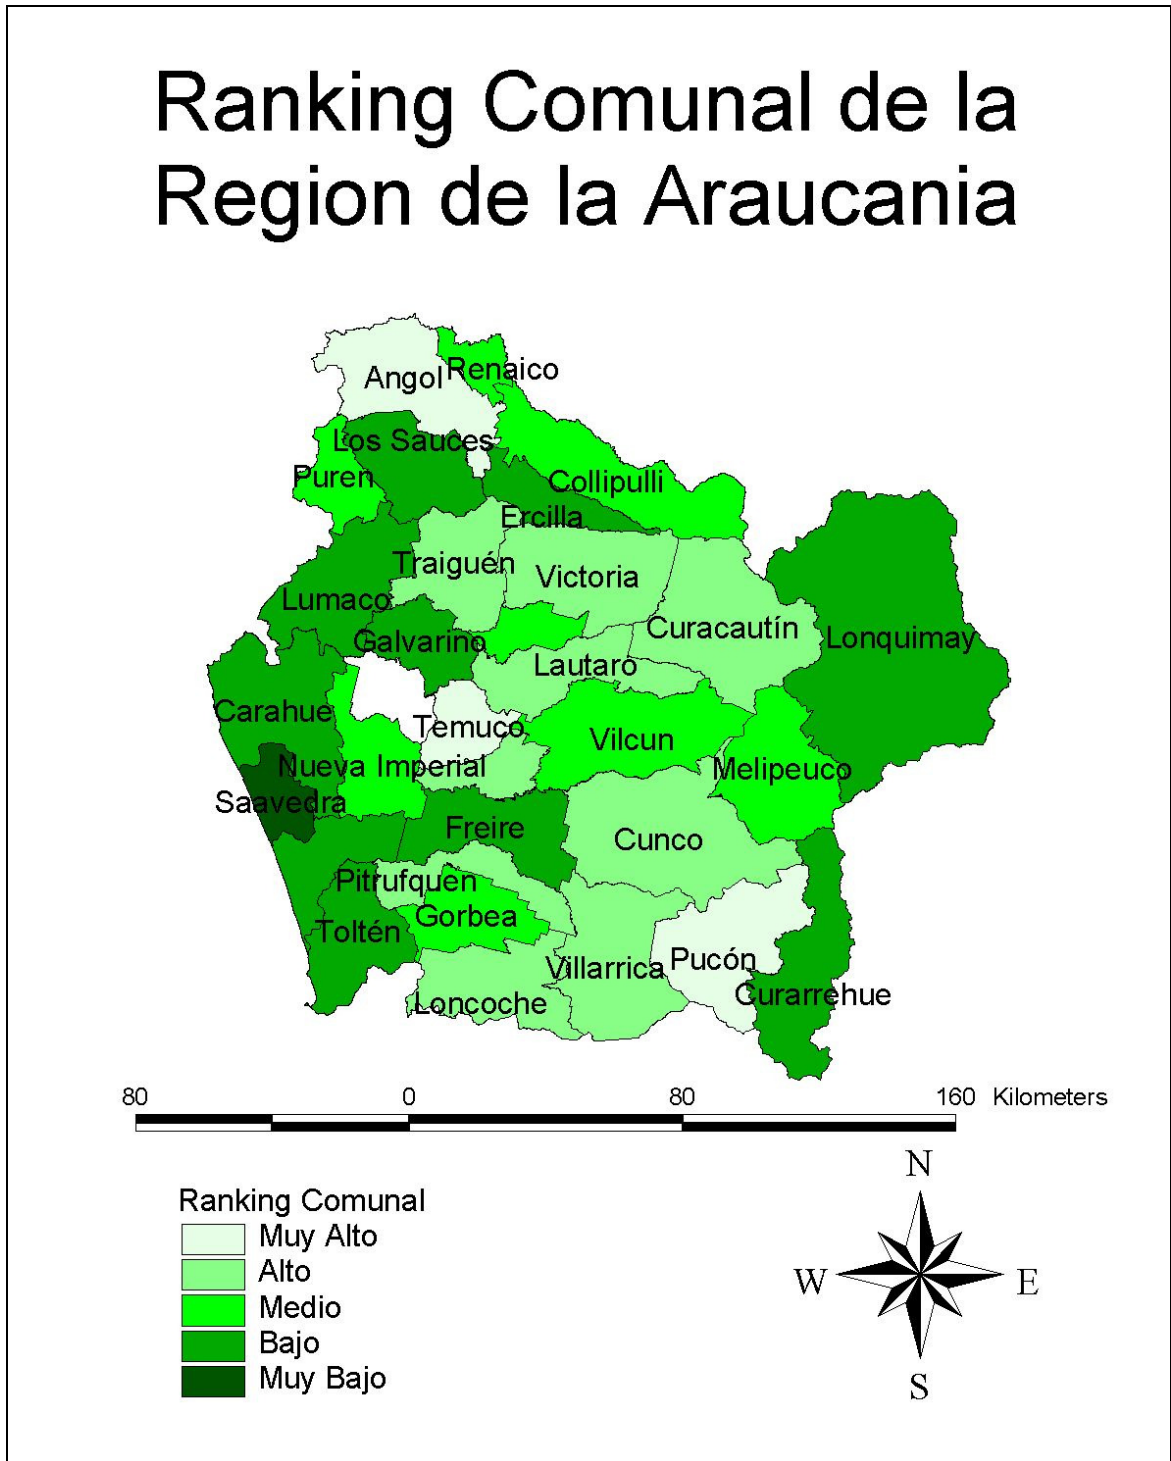 Ranking Comunal de la
Region de la Araucania
Renaico
Angol
Los Sauces
Puren
Collipulli
Ercilla
Traiguén
Victoria
Lumaco
Curacautín
Galvarino
Lonquimay
Lautaro
Carahue
Temuco
Vilcun
Nueva Imperial
Melipeuco
Saavedra
Freire
Cunco
Pitrufquen
Gorbea
Toltén
Pucón
Villarrica
Curarrehue
Loncoche
80 0 80 160 Kilometers
N
W E
S
Ranking Comunal
Muy Alto
Alto
Medio
Bajo
Muy Bajo